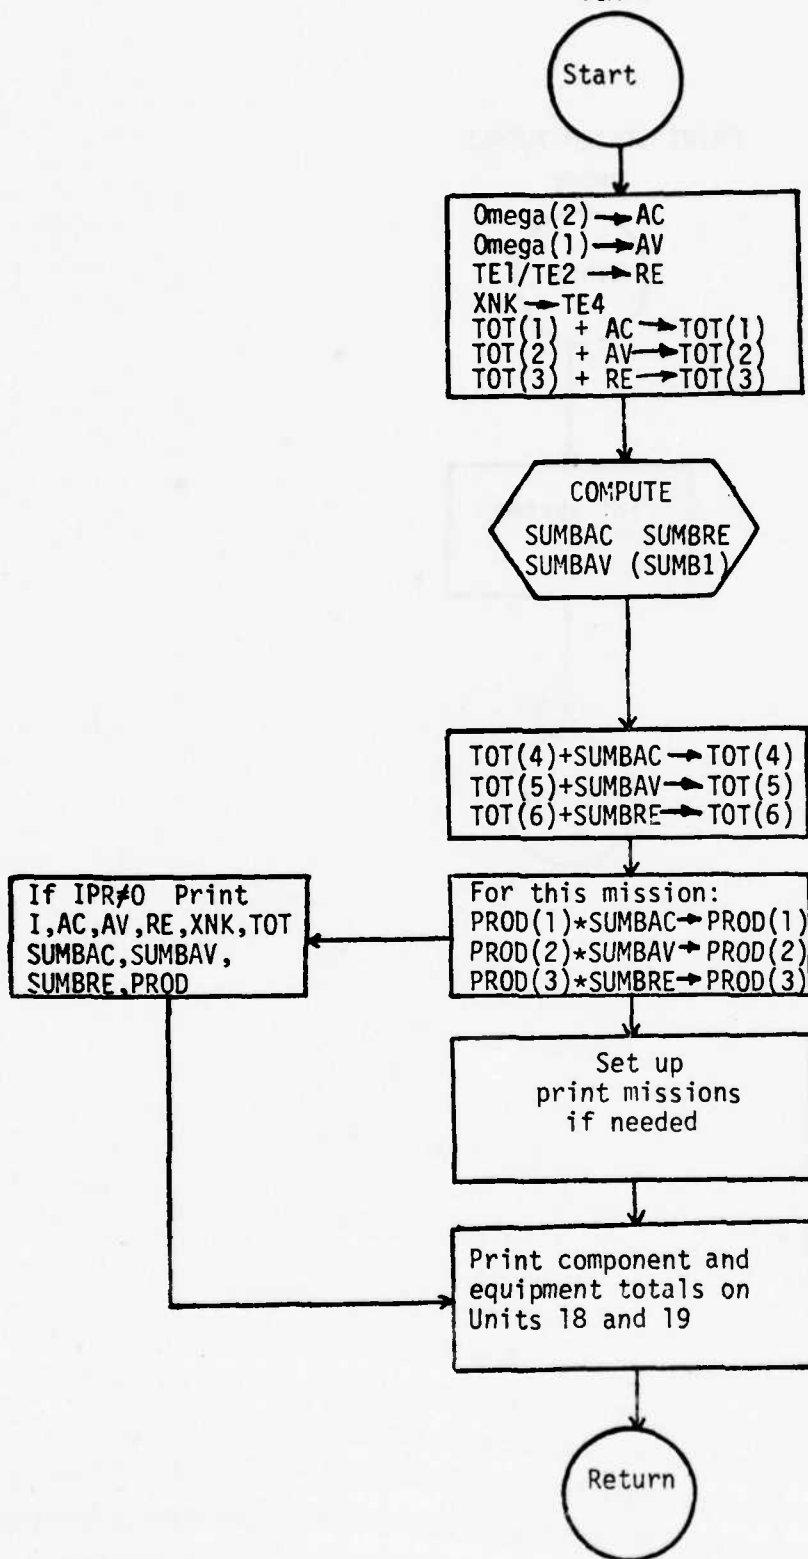 Start
Omega(2)→AC
Omega(1)→AV
TE1/TE2→RE
XNK→TE4
TOT(1) + AC→TOT(1)
TOT(2) + AV→TOT(2)
TOT(3) + RE→TOT(3)
COMPUTE
SUMBAC SUMBRE
SUMBAV (SUMB1)
TOT(4)+SUMBAC→TOT(4)
TOT(5)+SUMBAV→TOT(5)
TOT(6)+SUMBRE→TOT(6)
For this mission:
PROD(1)*SUMBAC→PROD(1)
PROD(2)*SUMBAV→PROD(2)
PROD(3)*SUMBRE→PROD(3)
If IPR≠0 Print
I,AC,AV,RE,XNK,TOT
SUMBAC,SUMBAV,
SUMBRE,PROD
Set up
print missions
if needed
Print component and
equipment totals on
Units 18 and 19
Return